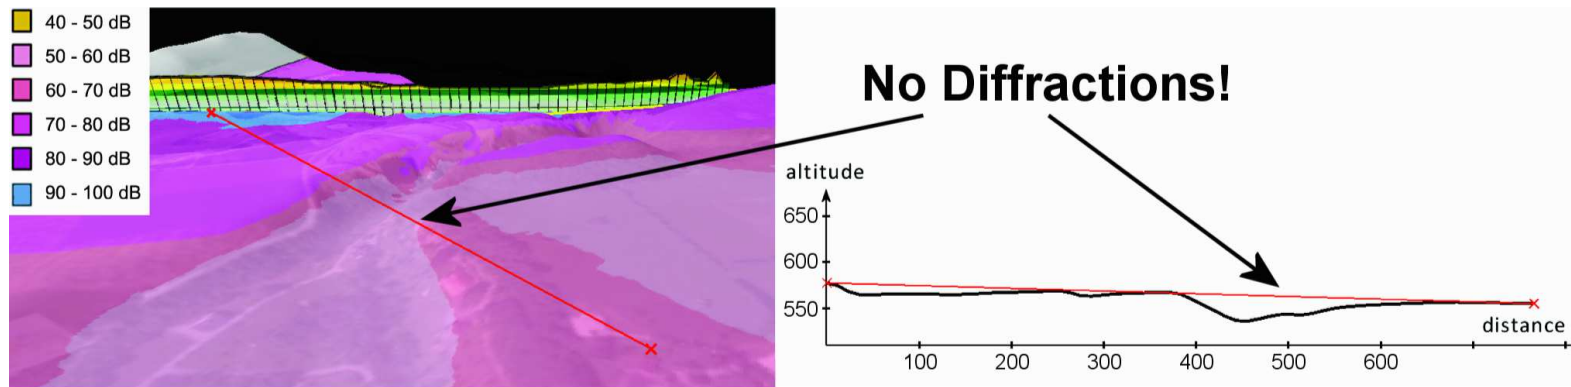 40 - 50 dB
50 - 60 dB
60 - 70 dB
70 - 80 dB
80 - 90 dB
90 - 100 dB
No Diffractions!
altitude
650
600
550
distance
100 200 300 400 500 600